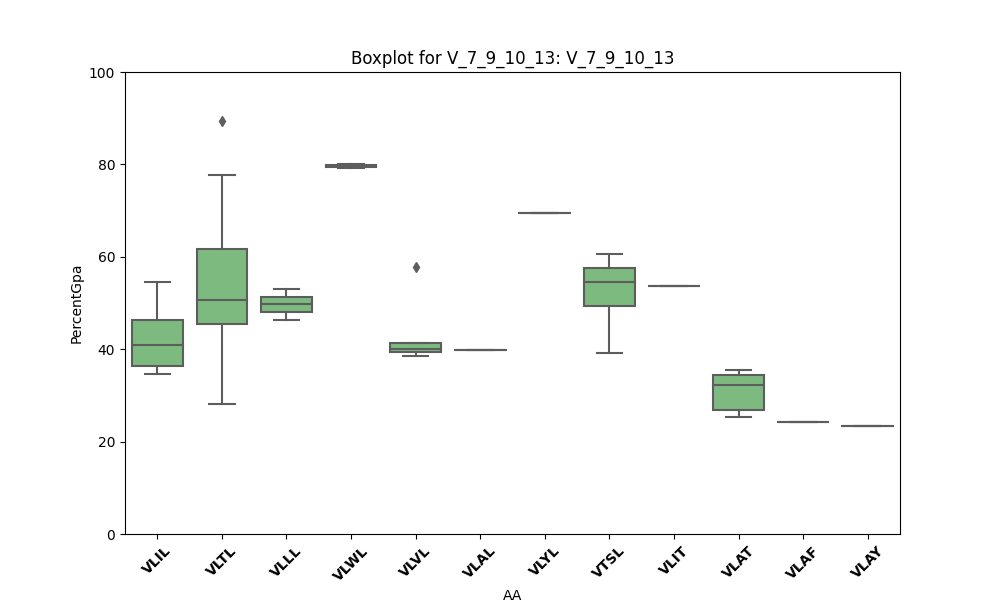 Boxplot for V_7_9_10_13: V_7_9_10_13
100
80
60
40
20
0
PercentGpa
VLIL VLTL VLLL VLWL VLVL VLAL VLYL VTSL VLIT VLAT VLAF VLAY
AA